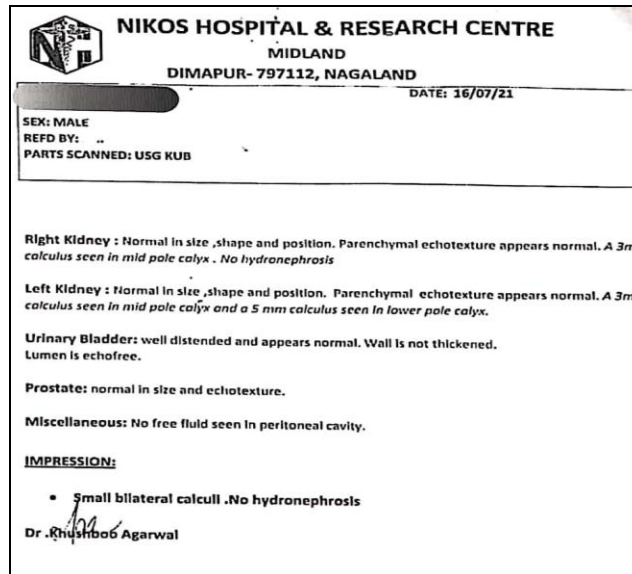 NIKOS HOSPITAL & RESEARCH CENTRE
MIDLAND
DIMAPUR- 797112, NAGALAND
DATE: 16/07/21
SEX: MALE
REFD BY: ..
PARTS SCANNED: USG KUB
Right Kidney : Normal in size ,shape and position. Parenchymal echotexture appears normal. A 3m
calculus seen in mid pole calyx . No hydronephrosis
Left Kidney : Normal in size ,shape and position. Parenchymal echotexture appears normal. A 3m
calculus seen in mid pole calyx and a 5 mm calculus seen in lower pole calyx.
Urinary Bladder: well distended and appears normal. Wall is not thickened.
Lumen is echofree.
Prostate: normal in size and echotexture.
Miscellaneous: No free fluid seen in peritoneal cavity.
IMPRESSION:
• Small bilateral calculi .No hydronephrosis
Dr .Khushboo Agarwal